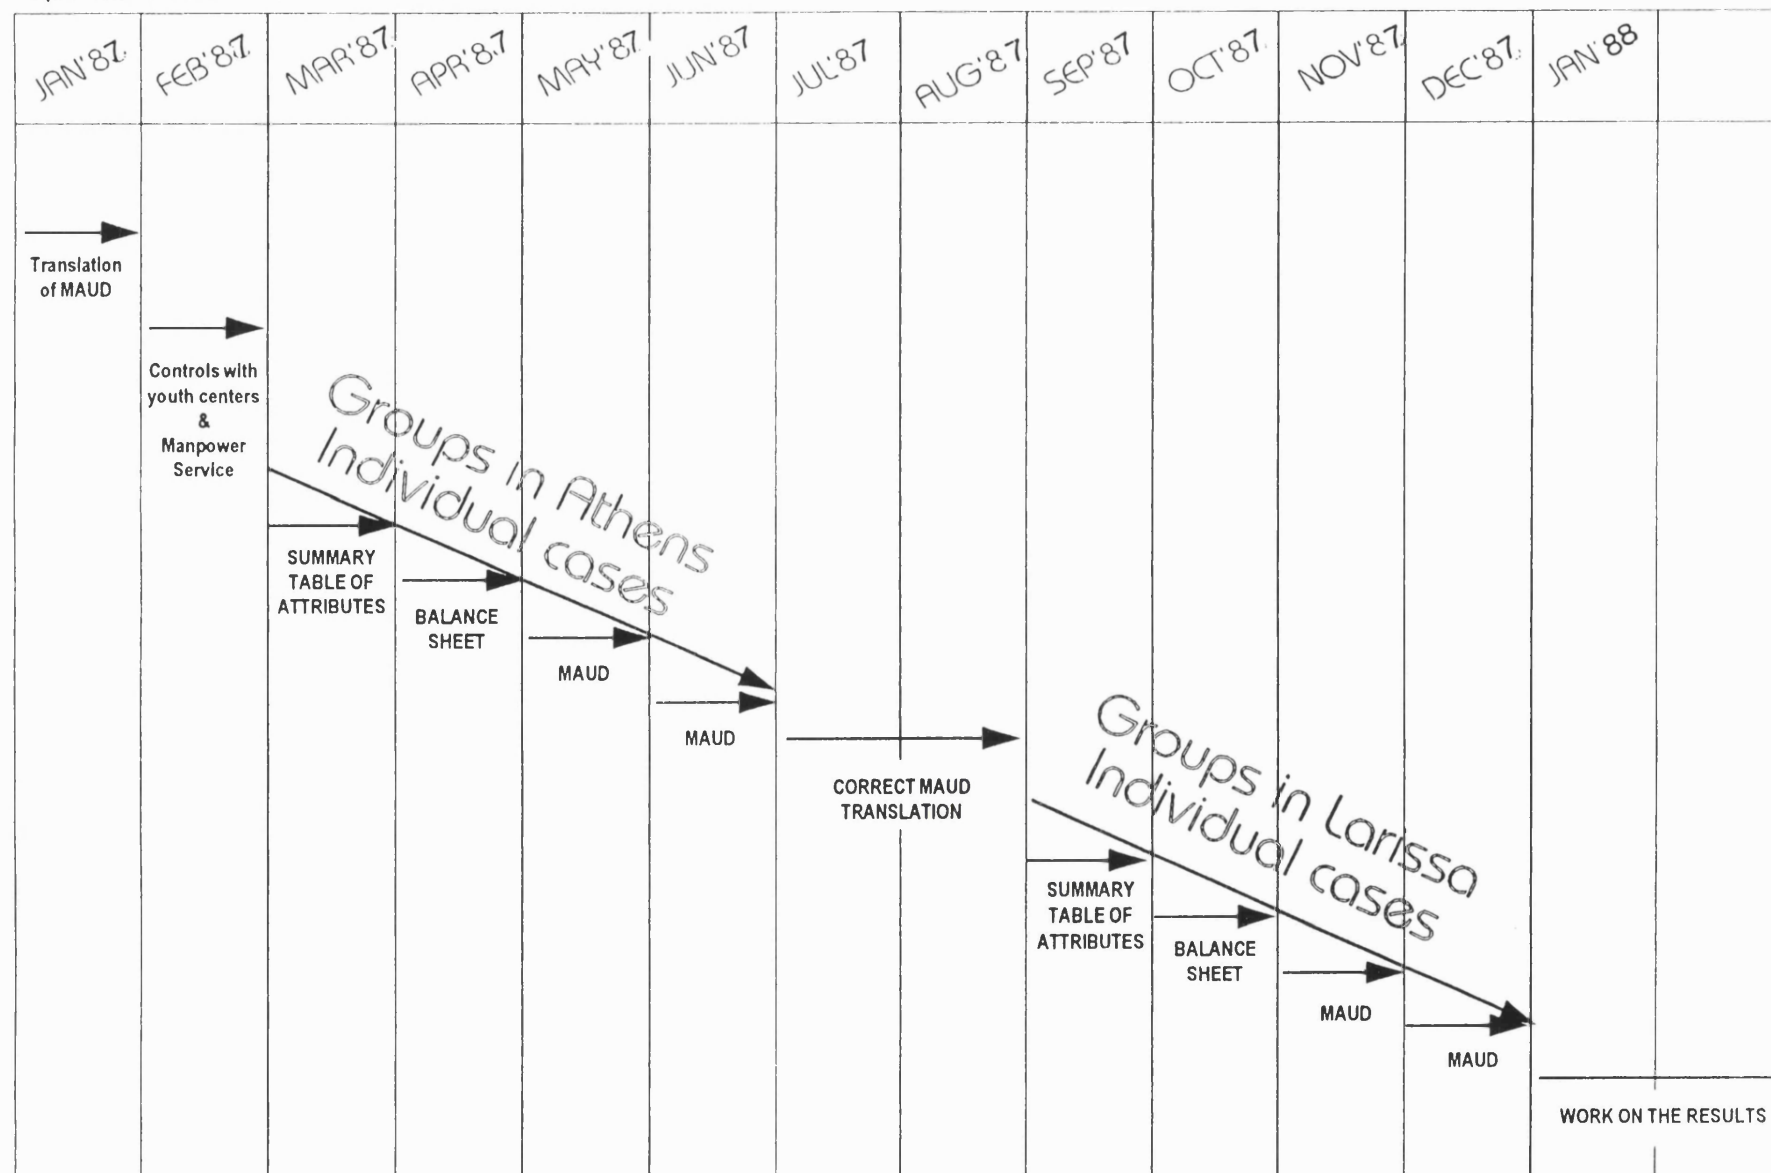 JAN'87
FEB'87
MAR'87
APR'87
MAY'87
JUN'87
JUL'87
AUG'87
SEP'87
OCT'87
NOV'87
DEC'87
JAN'88
Translation
of MAUD
Controls with
youth centers
&
Manpower
Service
Groups in Athens
Individual cases
SUMMARY
TABLE OF
ATTRIBUTES
BALANCE
SHEET
MAUD
MAUD
CORRECT MAUD
TRANSLATION
Groups in Larissa
Individual cases
SUMMARY
TABLE OF
ATTRIBUTES
BALANCE
SHEET
MAUD
MAUD
WORK ON THE RESULTS